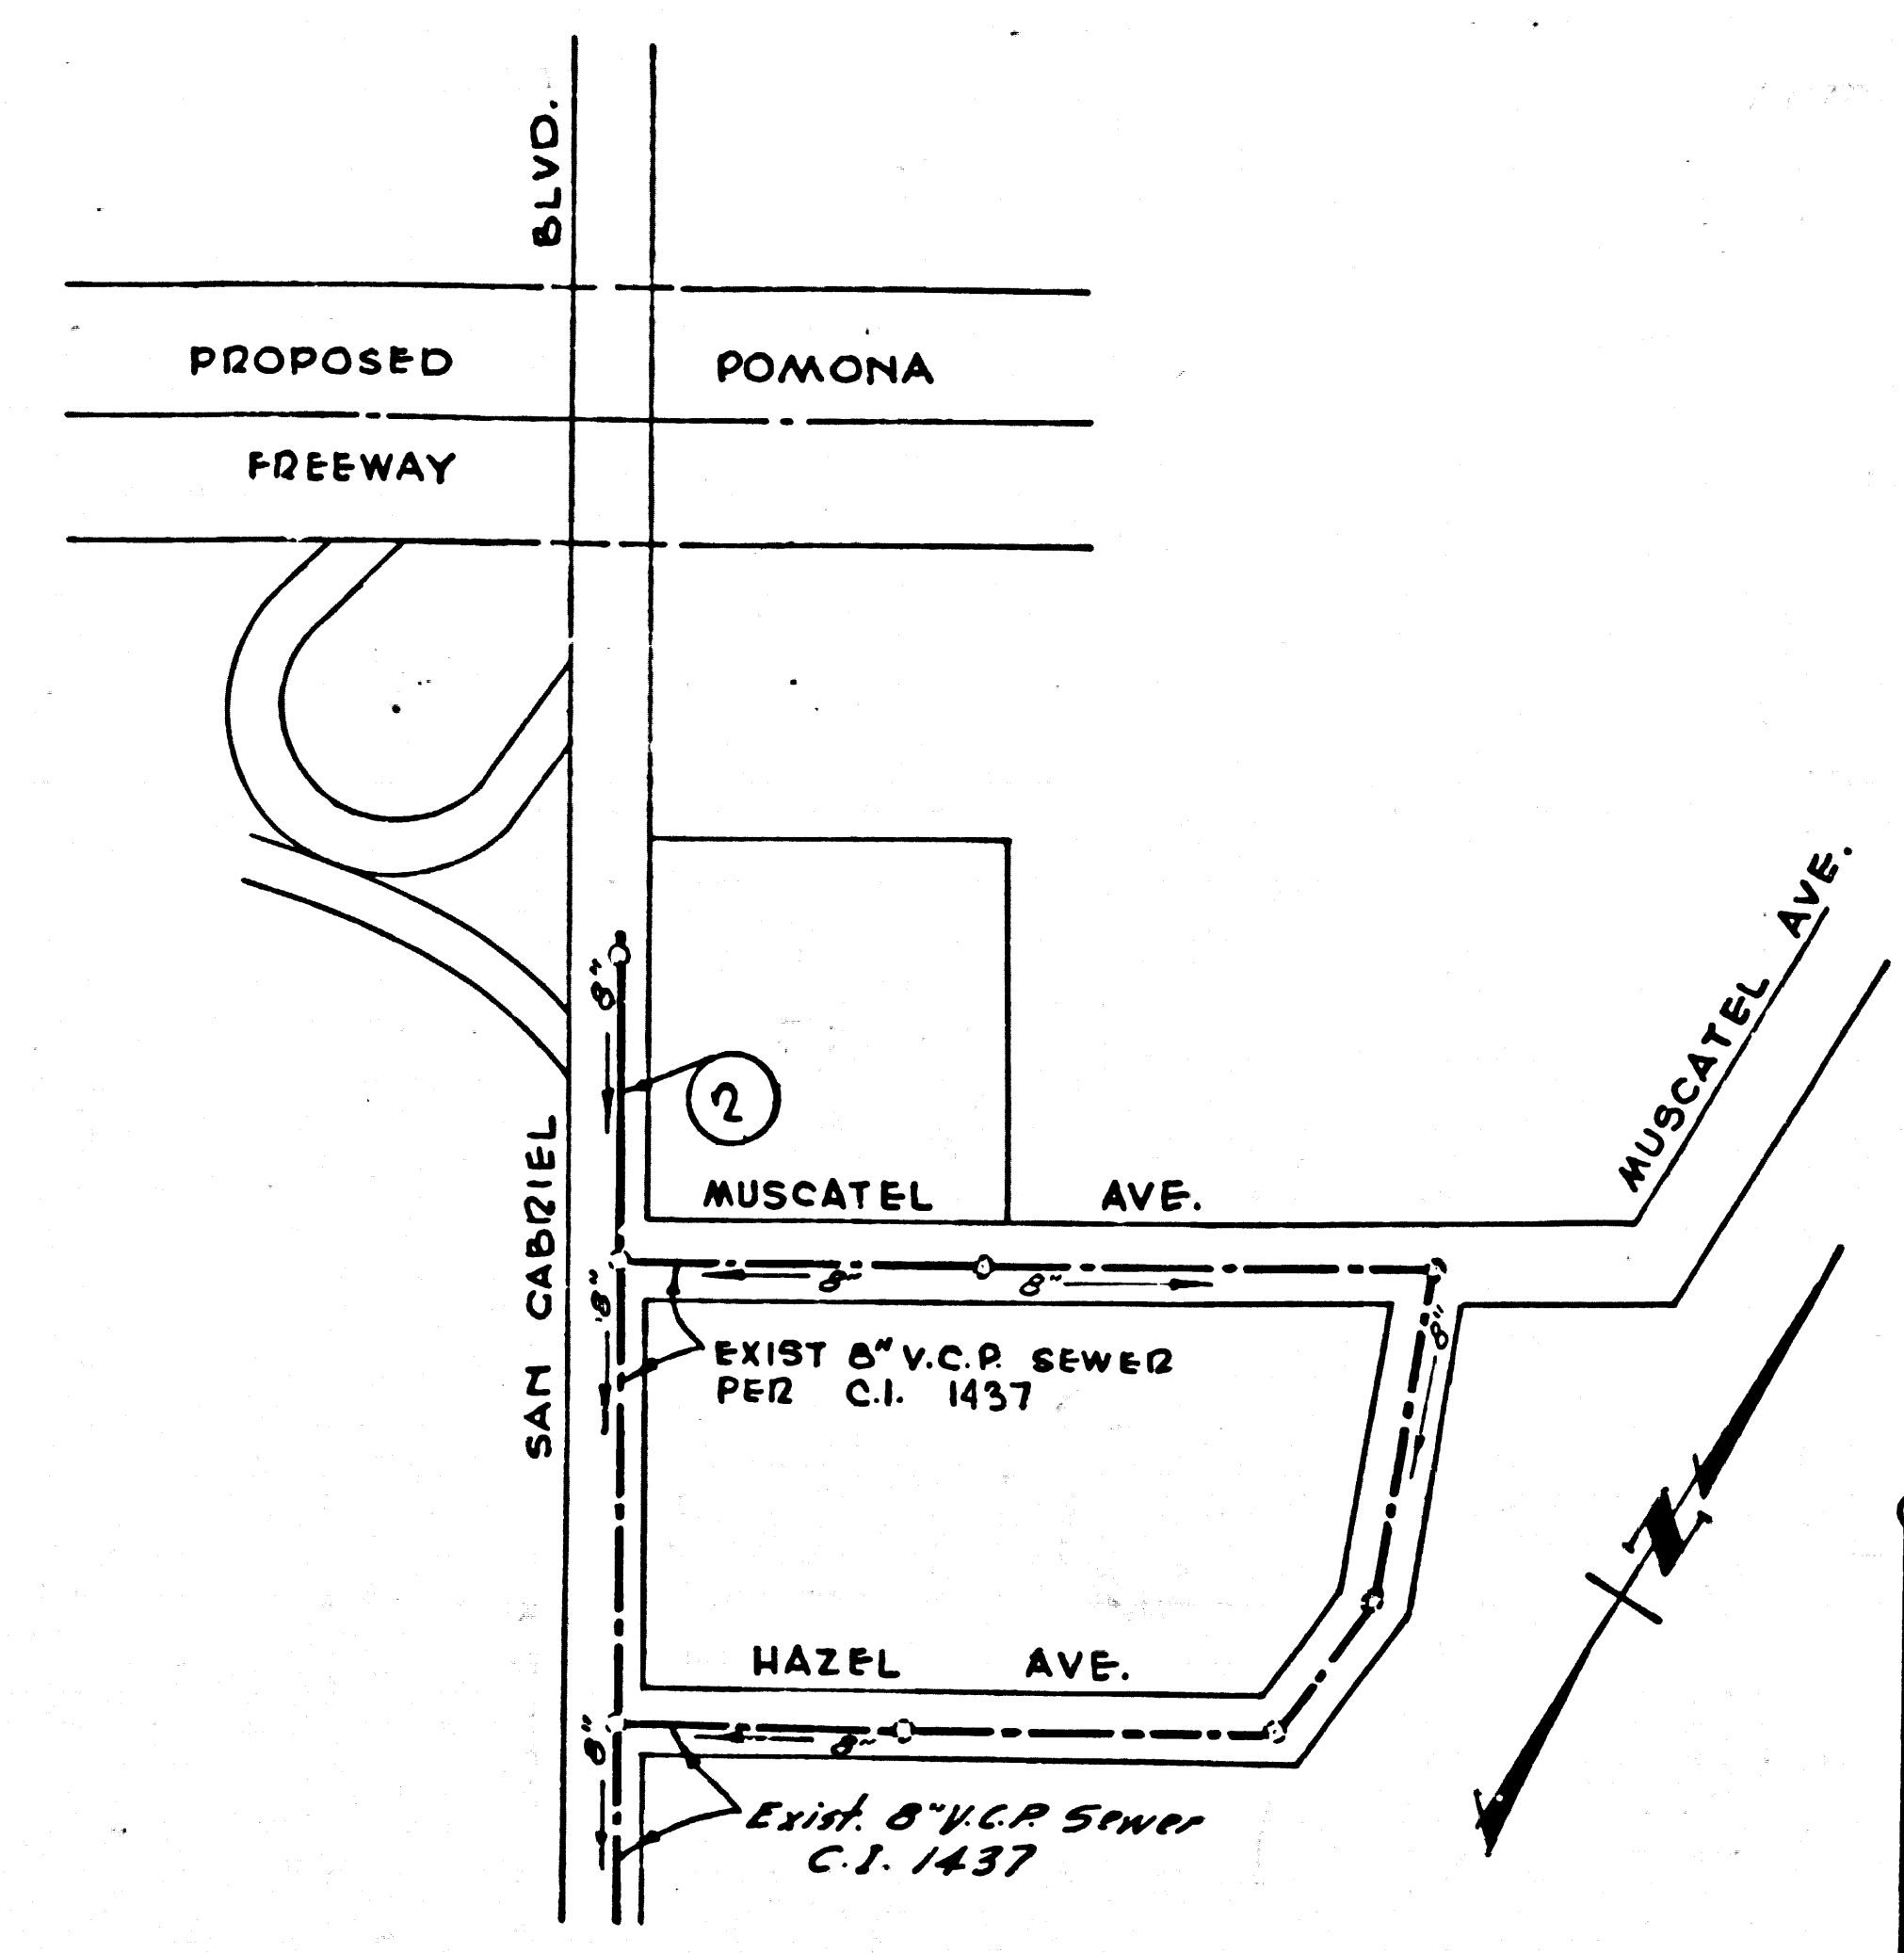 BLVD.
PROPOSED POMONA
FREEWAY
8"
2
SAN GABRIEL
MUSCATEL AVE.
MUSCATEL AVE.
8" 8"
8"
8"
EXIST 8" V.C.P. SEWER
PER C.I. 1437
N
HAZEL AVE.
8"
8"
Exist. 8" V.C.P. Sewer
C.I. 1437